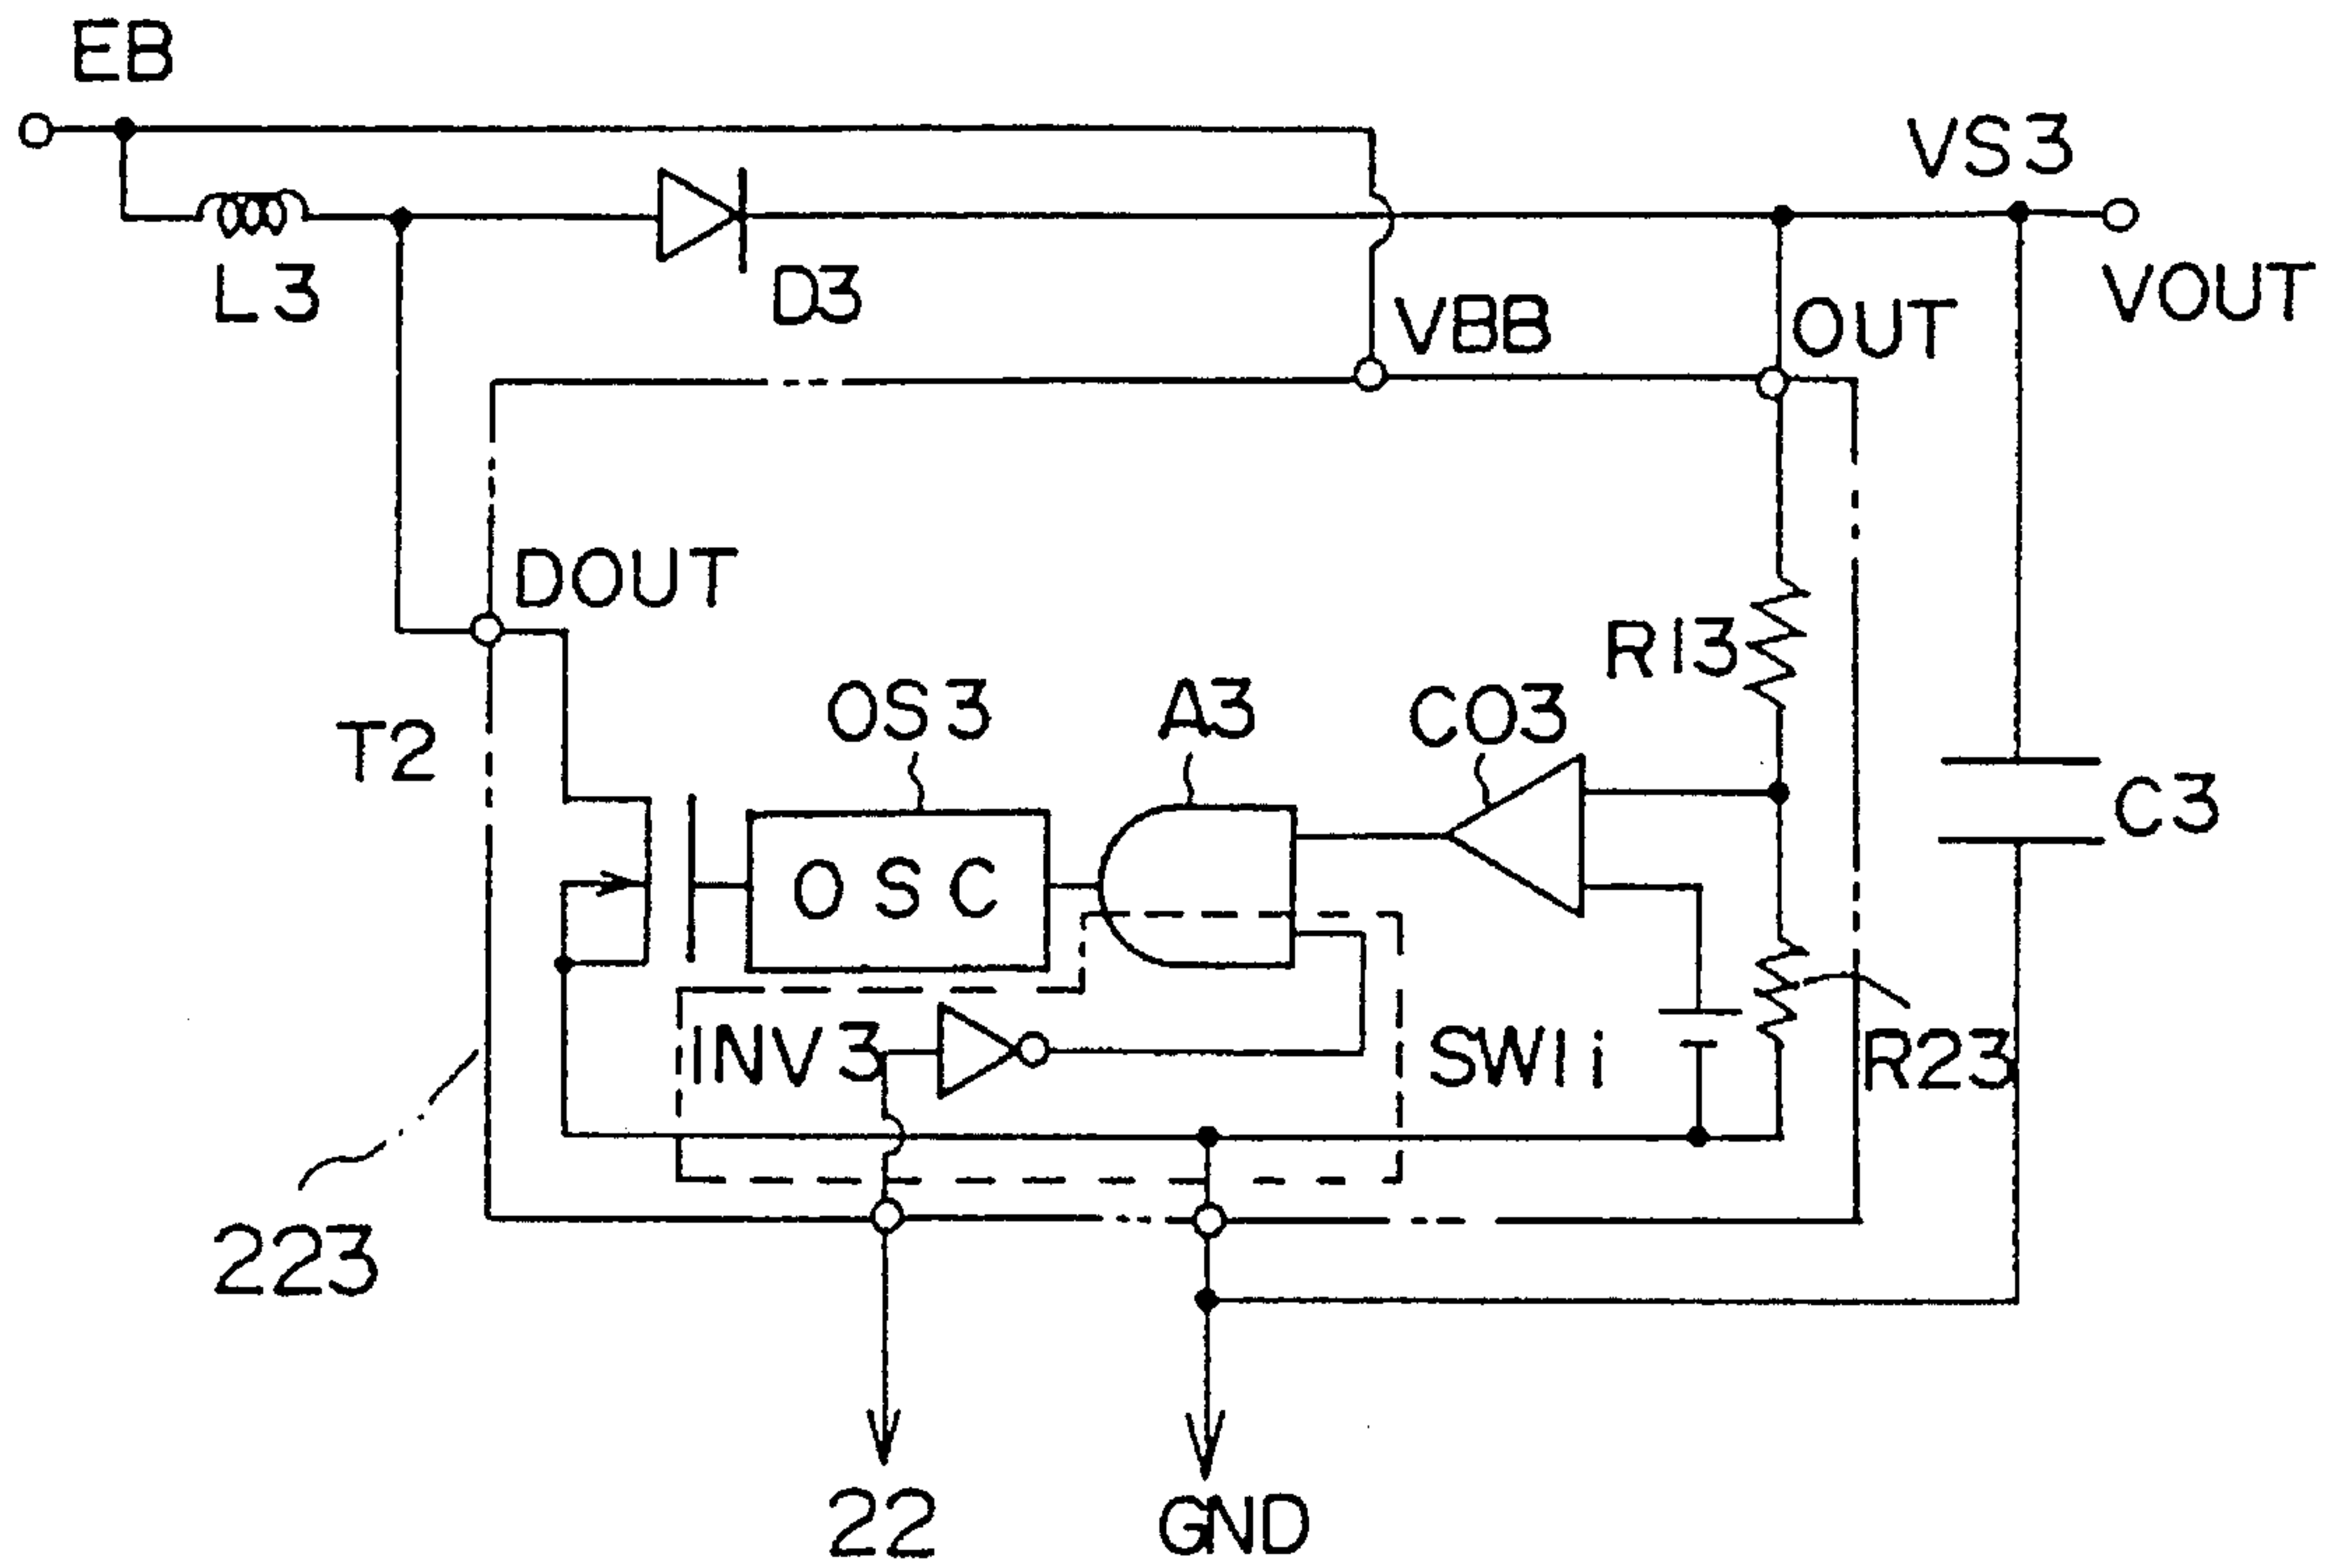 EB
VS3
L3
D3
VOUT
VBB
OUT
DOUT
R13
T2
OS3
A3
CO3
C3
OSC
INV3
SW1i
R23
223
22
GND